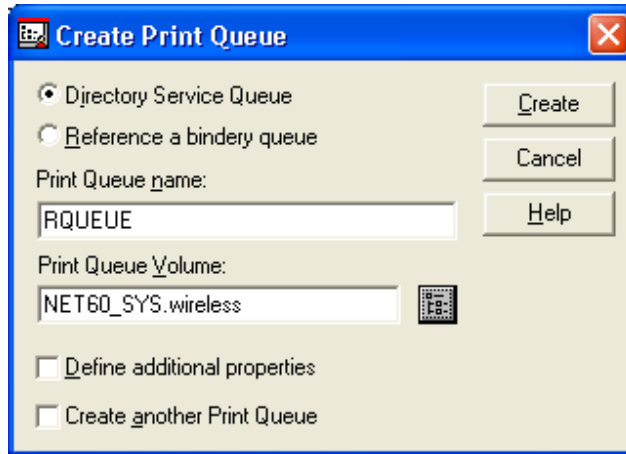 Create Print Queue
Directory Service Queue
Reference a bindery queue
Print Queue name:
RQUEUE
Print Queue Volume:
NET60_SYS.wireless
Define additional properties
Create another Print Queue
Create
Cancel
Help